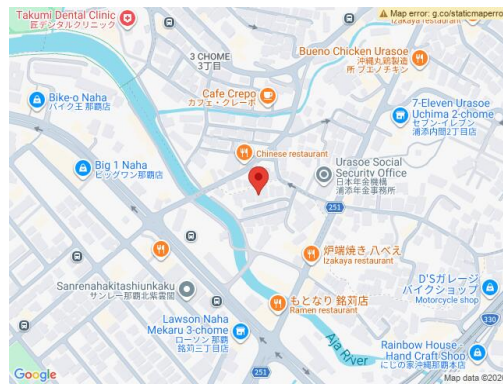 Takumi Dental Clinic
匠デンタルクリニック
Map error: g.co/staticmaperro
Izakaya restaurant
3 CHOME
3丁目
Bueno Chicken Urasoe
沖縄丸鶏製造
所 ブエノチキン
Bike-o Naha
バイク王 那覇店
Cafe Crepo
カフェ・クレーポ
7-Eleven Urasoe
Uchima 2-chome
セブン-イレブン
浦添内間2丁目店
Chinese restaurant
Big 1 Naha
ビッグワン那覇店
Urasoe Social
Security Office
日本年金機構
浦添年金事務所
251
251
炉端焼き 八べえ
Izakaya restaurant
Sanrenahakitashiunkaku
サンレー那覇北紫雲閣
D'Sガレージ
バイクショップ
Motorcycle shop
もとなり 銘苅店
Ramen restaurant
Lawson Naha
Mekaru 3-chome
ローソン 那覇
銘苅三丁目店
Aja River
330
Rainbow House
Hand Craft Shop
にじの家沖縄那覇本店
Google
Map data ©202